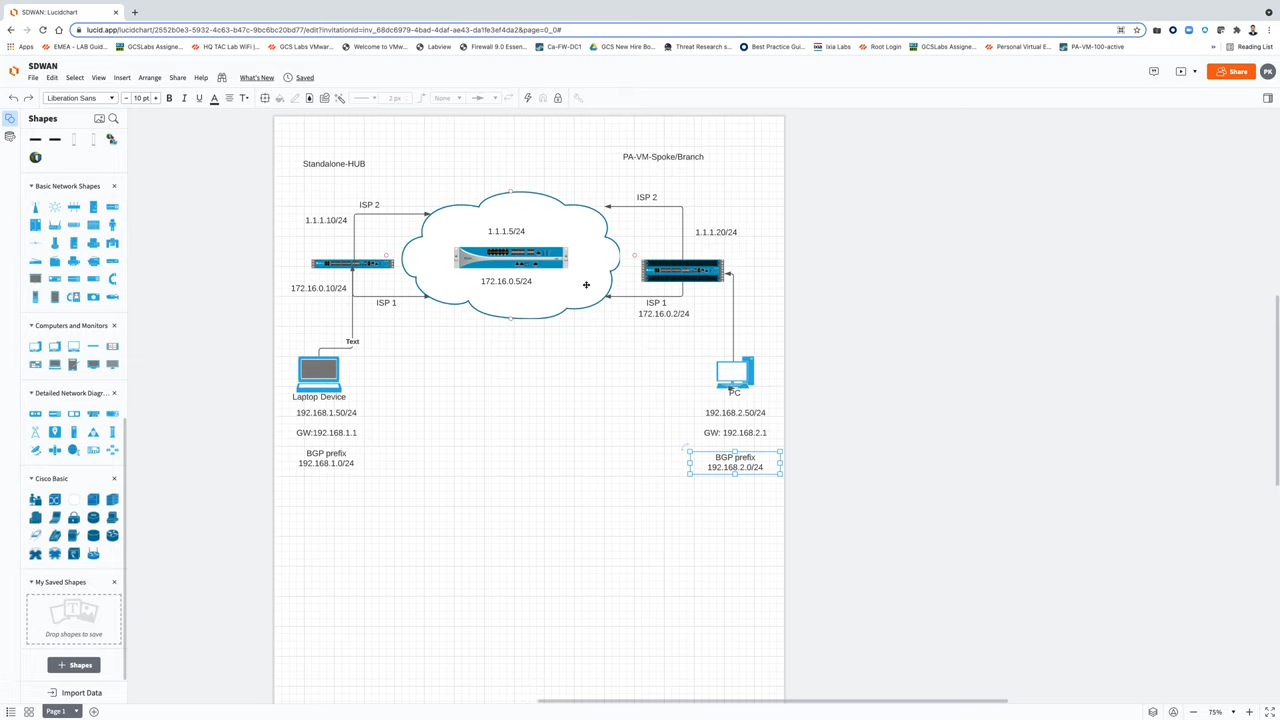 SDWAN: Lucidchart
lucid.app/lucidchart/2552b0e3-5932-4c63-b47c-9bc6bc20bd77/edit?invitationId=inv_68dc6979-4bad-4daf-ae43-da1fe3ef4da2&page=0_0#
Apps
EMEA – LAB Guid...
HQ TAC Lab WiFi i...
GCS Labs VMwar...
Welcome to VMw...
Labview
Firewall 9.0 Essen...
Ca-FW-DC1
GCS New Hire Bo...
Threat Research s...
Best Practice Gui...
Ixia Labs
Root Login
GCSLabs Assigne...
Personal Virtual E...
PA-VM-100-active
»
Reading List
SDWAN
File
Edit
Select
View
Insert
Arrange
Share
Help
What's New
Saved
Share
PK
Liberation Sans
10 pt
B
I
U
A
T
2 px
None
Shapes
Basic Network Shapes
Computers and Monitors
Detailed Network Diagr...
Cisco Basic
My Saved Shapes
Drop shapes to save
+ Shapes
Import Data
Standalone-HUB
PA-VM-Spoke/Branch
ISP 2
ISP 2
1.1.1.10/24
1.1.1.5/24
1.1.1.20/24
172.16.0.5/24
172.16.0.10/24
ISP 1
ISP 1
172.16.0.2/24
Text
Laptop Device
PC
192.168.1.50/24
192.168.2.50/24
GW:192.168.1.1
GW: 192.168.2.1
BGP prefix
192.168.1.0/24
BGP prefix
192.168.2.0/24
Page 1
75%